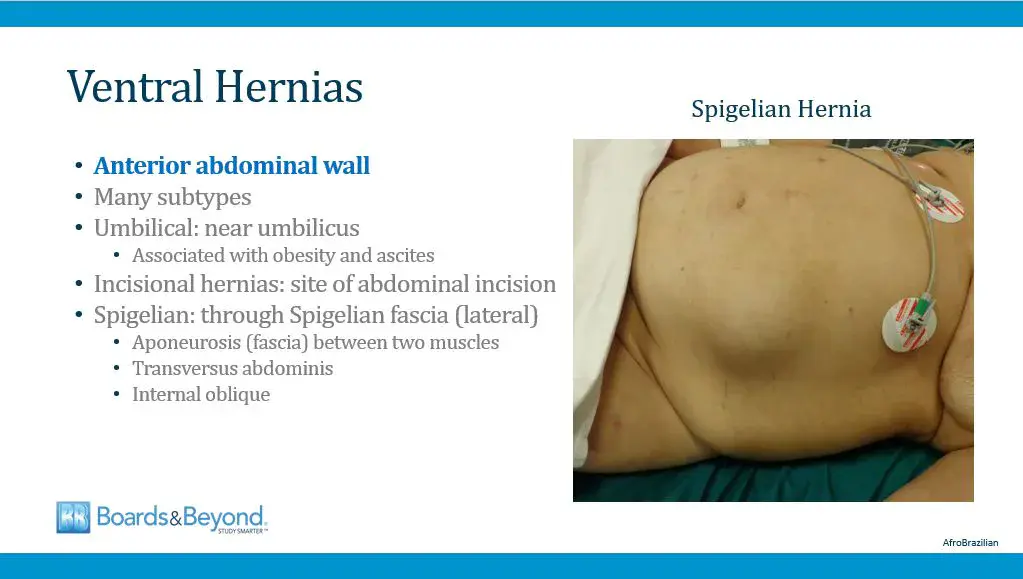 Ventral Hernias
Spigelian Hernia
• Anterior abdominal wall
• Many subtypes
• Umbilical: near umbilicus
• Associated with obesity and ascites
• Incisional hernias: site of abdominal incision
• Spigelian: through Spigelian fascia (lateral)
• Aponeurosis (fascia) between two muscles
• Transversus abdominis
• Internal oblique
BB Boards&Beyond.
STUDY SMARTER™
AfroBrazilian